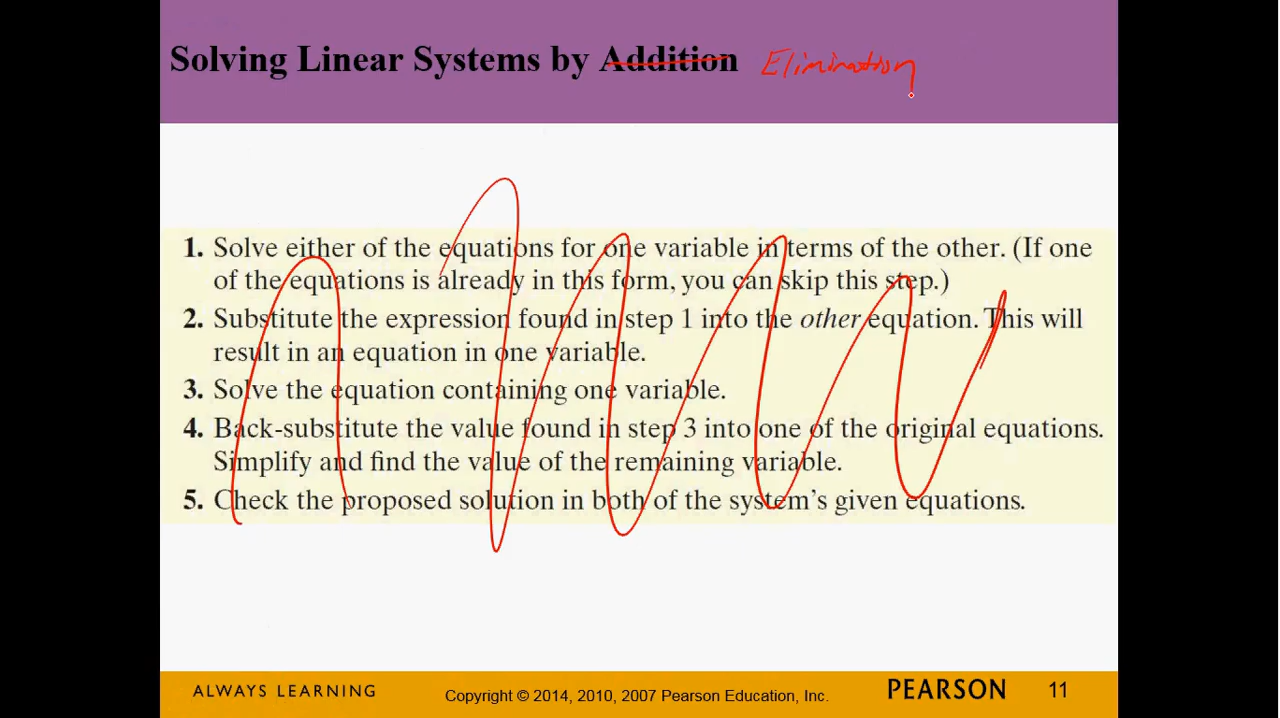 Solving Linear Systems by Addition Elimination
1. Solve either of the equations for one variable in terms of the other. (If one
of the equations is already in this form, you can skip this step.)
2. Substitute the expression found in step 1 into the other equation. This will
result in an equation in one variable.
3. Solve the equation containing one variable.
4. Back-substitute the value found in step 3 into one of the original equations.
Simplify and find the value of the remaining variable.
5. Check the proposed solution in both of the system's given equations.
ALWAYS LEARNING Copyright © 2014, 2010, 2007 Pearson Education, Inc. PEARSON 11